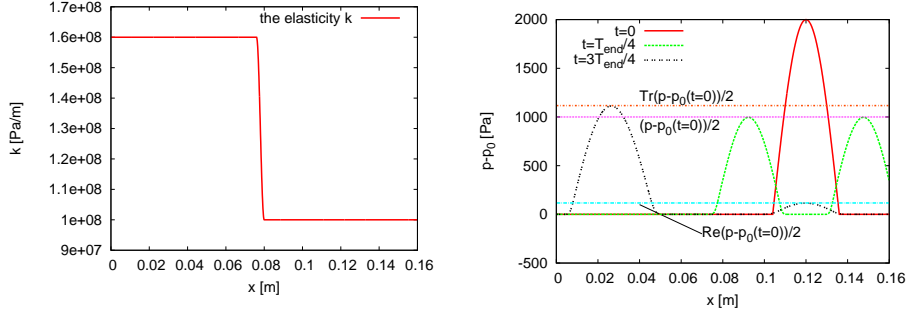 the elasticity k
1.7e+08
1.6e+08
1.5e+08
1.4e+08
1.3e+08
1.2e+08
1.1e+08
1e+08
9e+07
k [Pa/m]
0 0.02 0.04 0.06 0.08 0.1 0.12 0.14 0.16
x [m]
t=0
t=T_end/4
t=3T_end/4
Tr(p-p_0(t=0))/2
(p-p_0(t=0))/2
Re(p-p_0(t=0))/2
2000
1500
1000
500
0
-500
p-p_0 [Pa]
0 0.02 0.04 0.06 0.08 0.1 0.12 0.14 0.16
x [m]